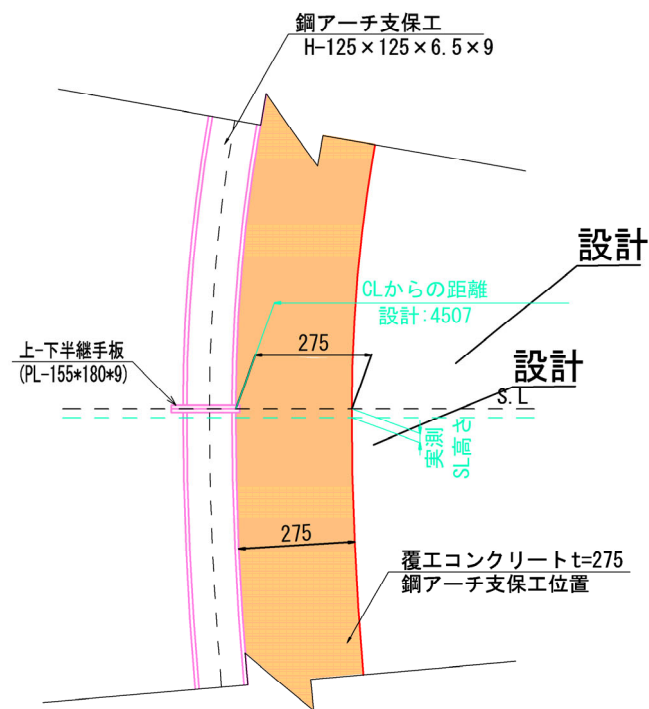 鋼アーチ支保工
H-125×125×6.5×9
設計
CLからの距離
設計:4507
275
上-下半継手板
(PL-155*180*9)
設計
S.L
実測
SL高さ
275
覆工コンクリートt=275
鋼アーチ支保工位置